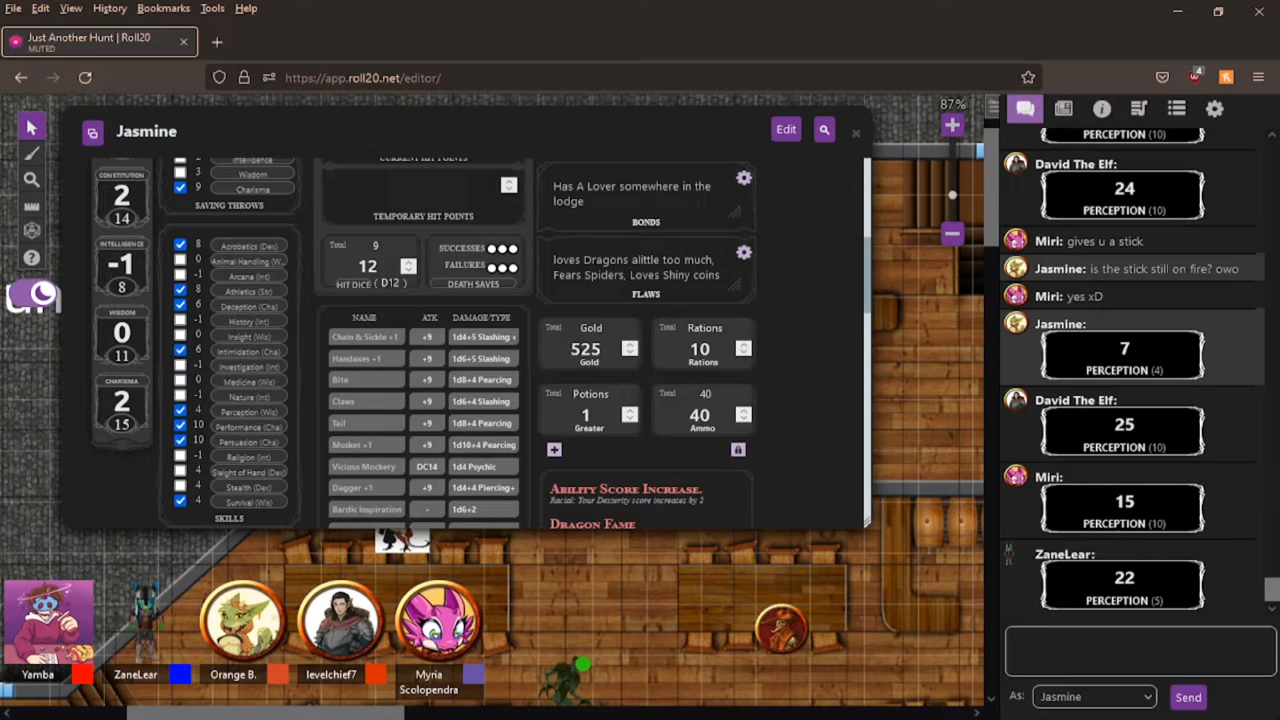 File Edit View History Bookmarks Tools Help
Just Another Hunt | Roll20
MUTED
https://app.roll20.net/editor/
4
Jasmine
Edit
87%
CONSTITUTION
2
14
INTELLIGENCE
-1
8
WISDOM
0
11
CHARISMA
2
15
Intelligence
3 Wisdom
9 Charisma
SAVING THROWS
8 Acrobatics (Dex)
0 Animal Handling (W...
-1 Arcana (Int)
8 Athletics (Str)
6 Deception (Cha)
-1 History (Int)
0 Insight (Wis)
6 Intimidation (Cha)
-1 Investigation (Int)
0 Medicine (Wis)
-1 Nature (Int)
4 Perception (Wis)
10 Performance (Cha)
10 Persuasion (Cha)
-1 Religion (Int)
4 Sleight of Hand (Dex)
4 Stealth (Dex)
4 Survival (Wis)
SKILLS
CURRENT HIT POINTS
TEMPORARY HIT POINTS
Total 9
12
HIT DICE ( D12 )
SUCCESSES
FAILURES
DEATH SAVES
NAME ATK DAMAGE/TYPE
Chain & Sickle +1 +9 1d4+5 Slashing +
Handaxes +1 +9 1d6+5 Slashing
Bite +9 1d8+4 Pearcing
Claws +9 1d6+4 Slashing
Tail +9 1d8+4 Pearcing
Musket +1 +9 1d10+4 Pearcing
Vicious Mockery DC14 1d4 Psychic
Dagger +1 +9 1d4+4 Piercing+
Bardic Inspiration - 1d6+2
Has A Lover somewhere in the
lodge
BONDS
loves Dragons alittle too much,
Fears Spiders, Loves Shiny coins
FLAWS
Total Gold
525
Gold
Total Rations
10
Rations
Total Potions
1
Greater
Total 40
40
Ammo
ABILITY SCORE INCREASE.
Racial: Your Dexterity score increases by 2
DRAGON FAME
PERCEPTION (10)
David The Elf:
24
PERCEPTION (10)
Miri: gives u a stick
Jasmine: is the stick still on fire? owo
Miri: yes xD
Jasmine:
7
PERCEPTION (4)
David The Elf:
25
PERCEPTION (10)
Miri:
15
PERCEPTION (10)
ZaneLear:
22
PERCEPTION (5)
As: Jasmine Send
Yamba
ZaneLear
Orange B.
levelchief7
Myria
Scolopendra